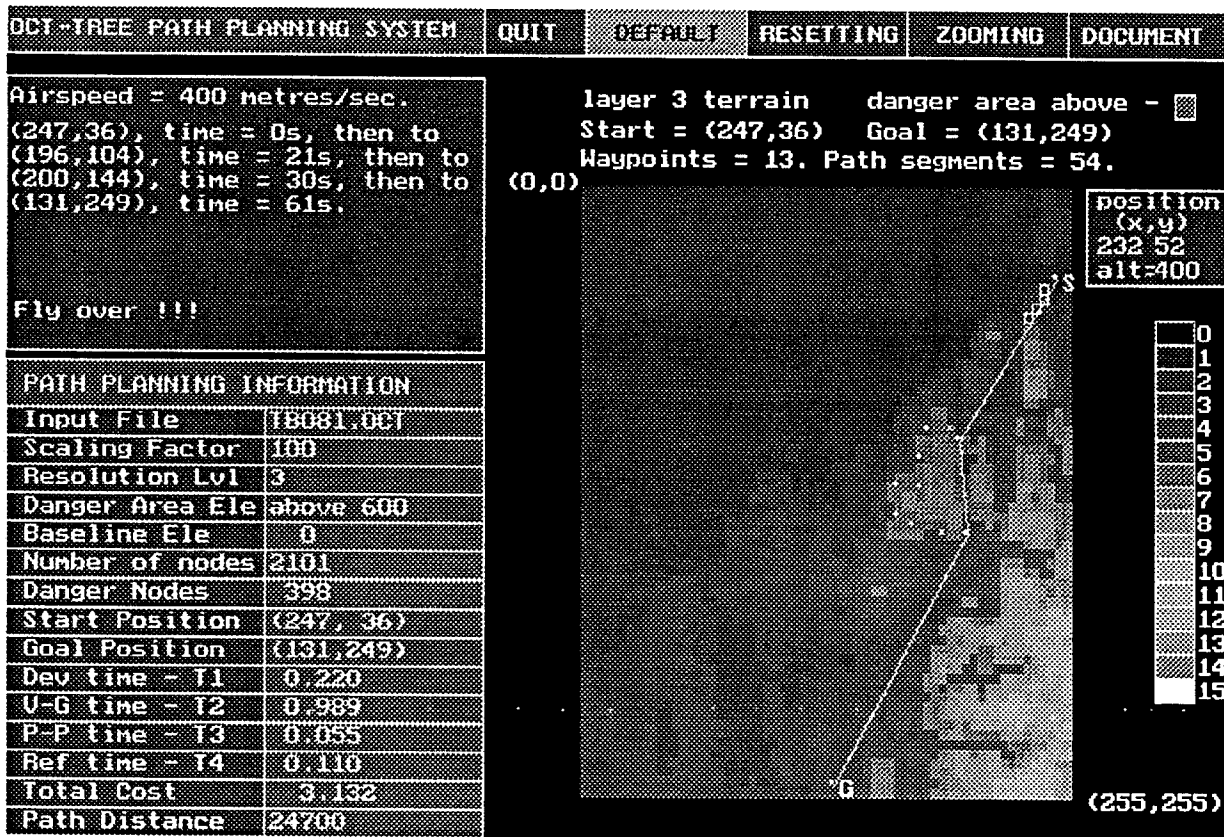 OCT-TREE PATH PLANNING SYSTEM
QUIT
DEFAULT
RESETTING
ZOOMING
DOCUMENT
Airspeed = 400 metres/sec.
(247,36), time = 0s, then to
(196,104), time = 21s, then to
(200,144), time = 30s, then to
(131,249), time = 61s.
Fly over !!!
PATH PLANNING INFORMATION
Input File T8081.OCT
Scaling Factor 100
Resolution Lvl 3
Danger Area Ele above 600
Baseline Ele 0
Number of nodes 2101
Danger Nodes 398
Start Position (247, 36)
Goal Position (131,249)
Dev time - T1 0.220
V-G time - T2 0.989
P-P time - T3 0.055
Ref time - T4 0.110
Total Cost 3.132
Path Distance 24700
layer 3 terrain danger area above -
Start = (247,36) Goal = (131,249)
Waypoints = 13. Path segments = 54.
(0,0)
S
G
position
(x,y)
232 52
alt=400
0
1
2
3
4
5
6
7
8
9
10
11
12
13
14
15
(255,255)